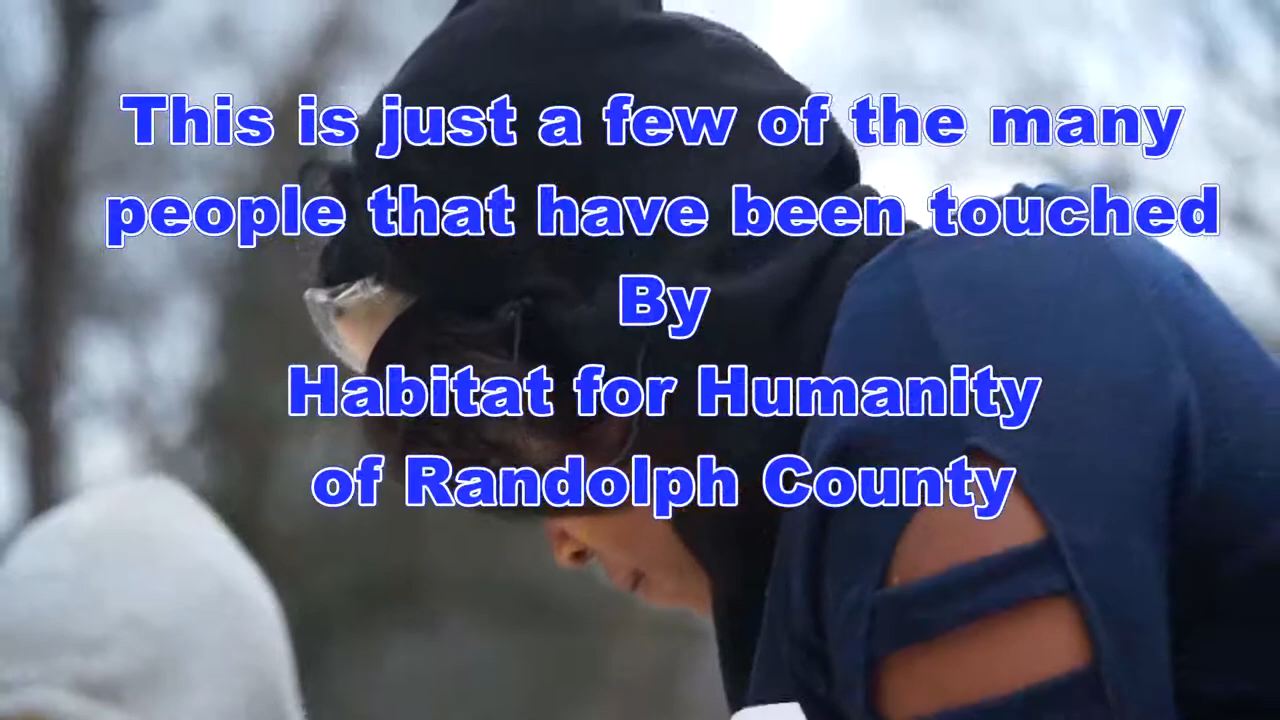 This is just a few of the many
people that have been touched
By
Habitat for Humanity
of Randolph County